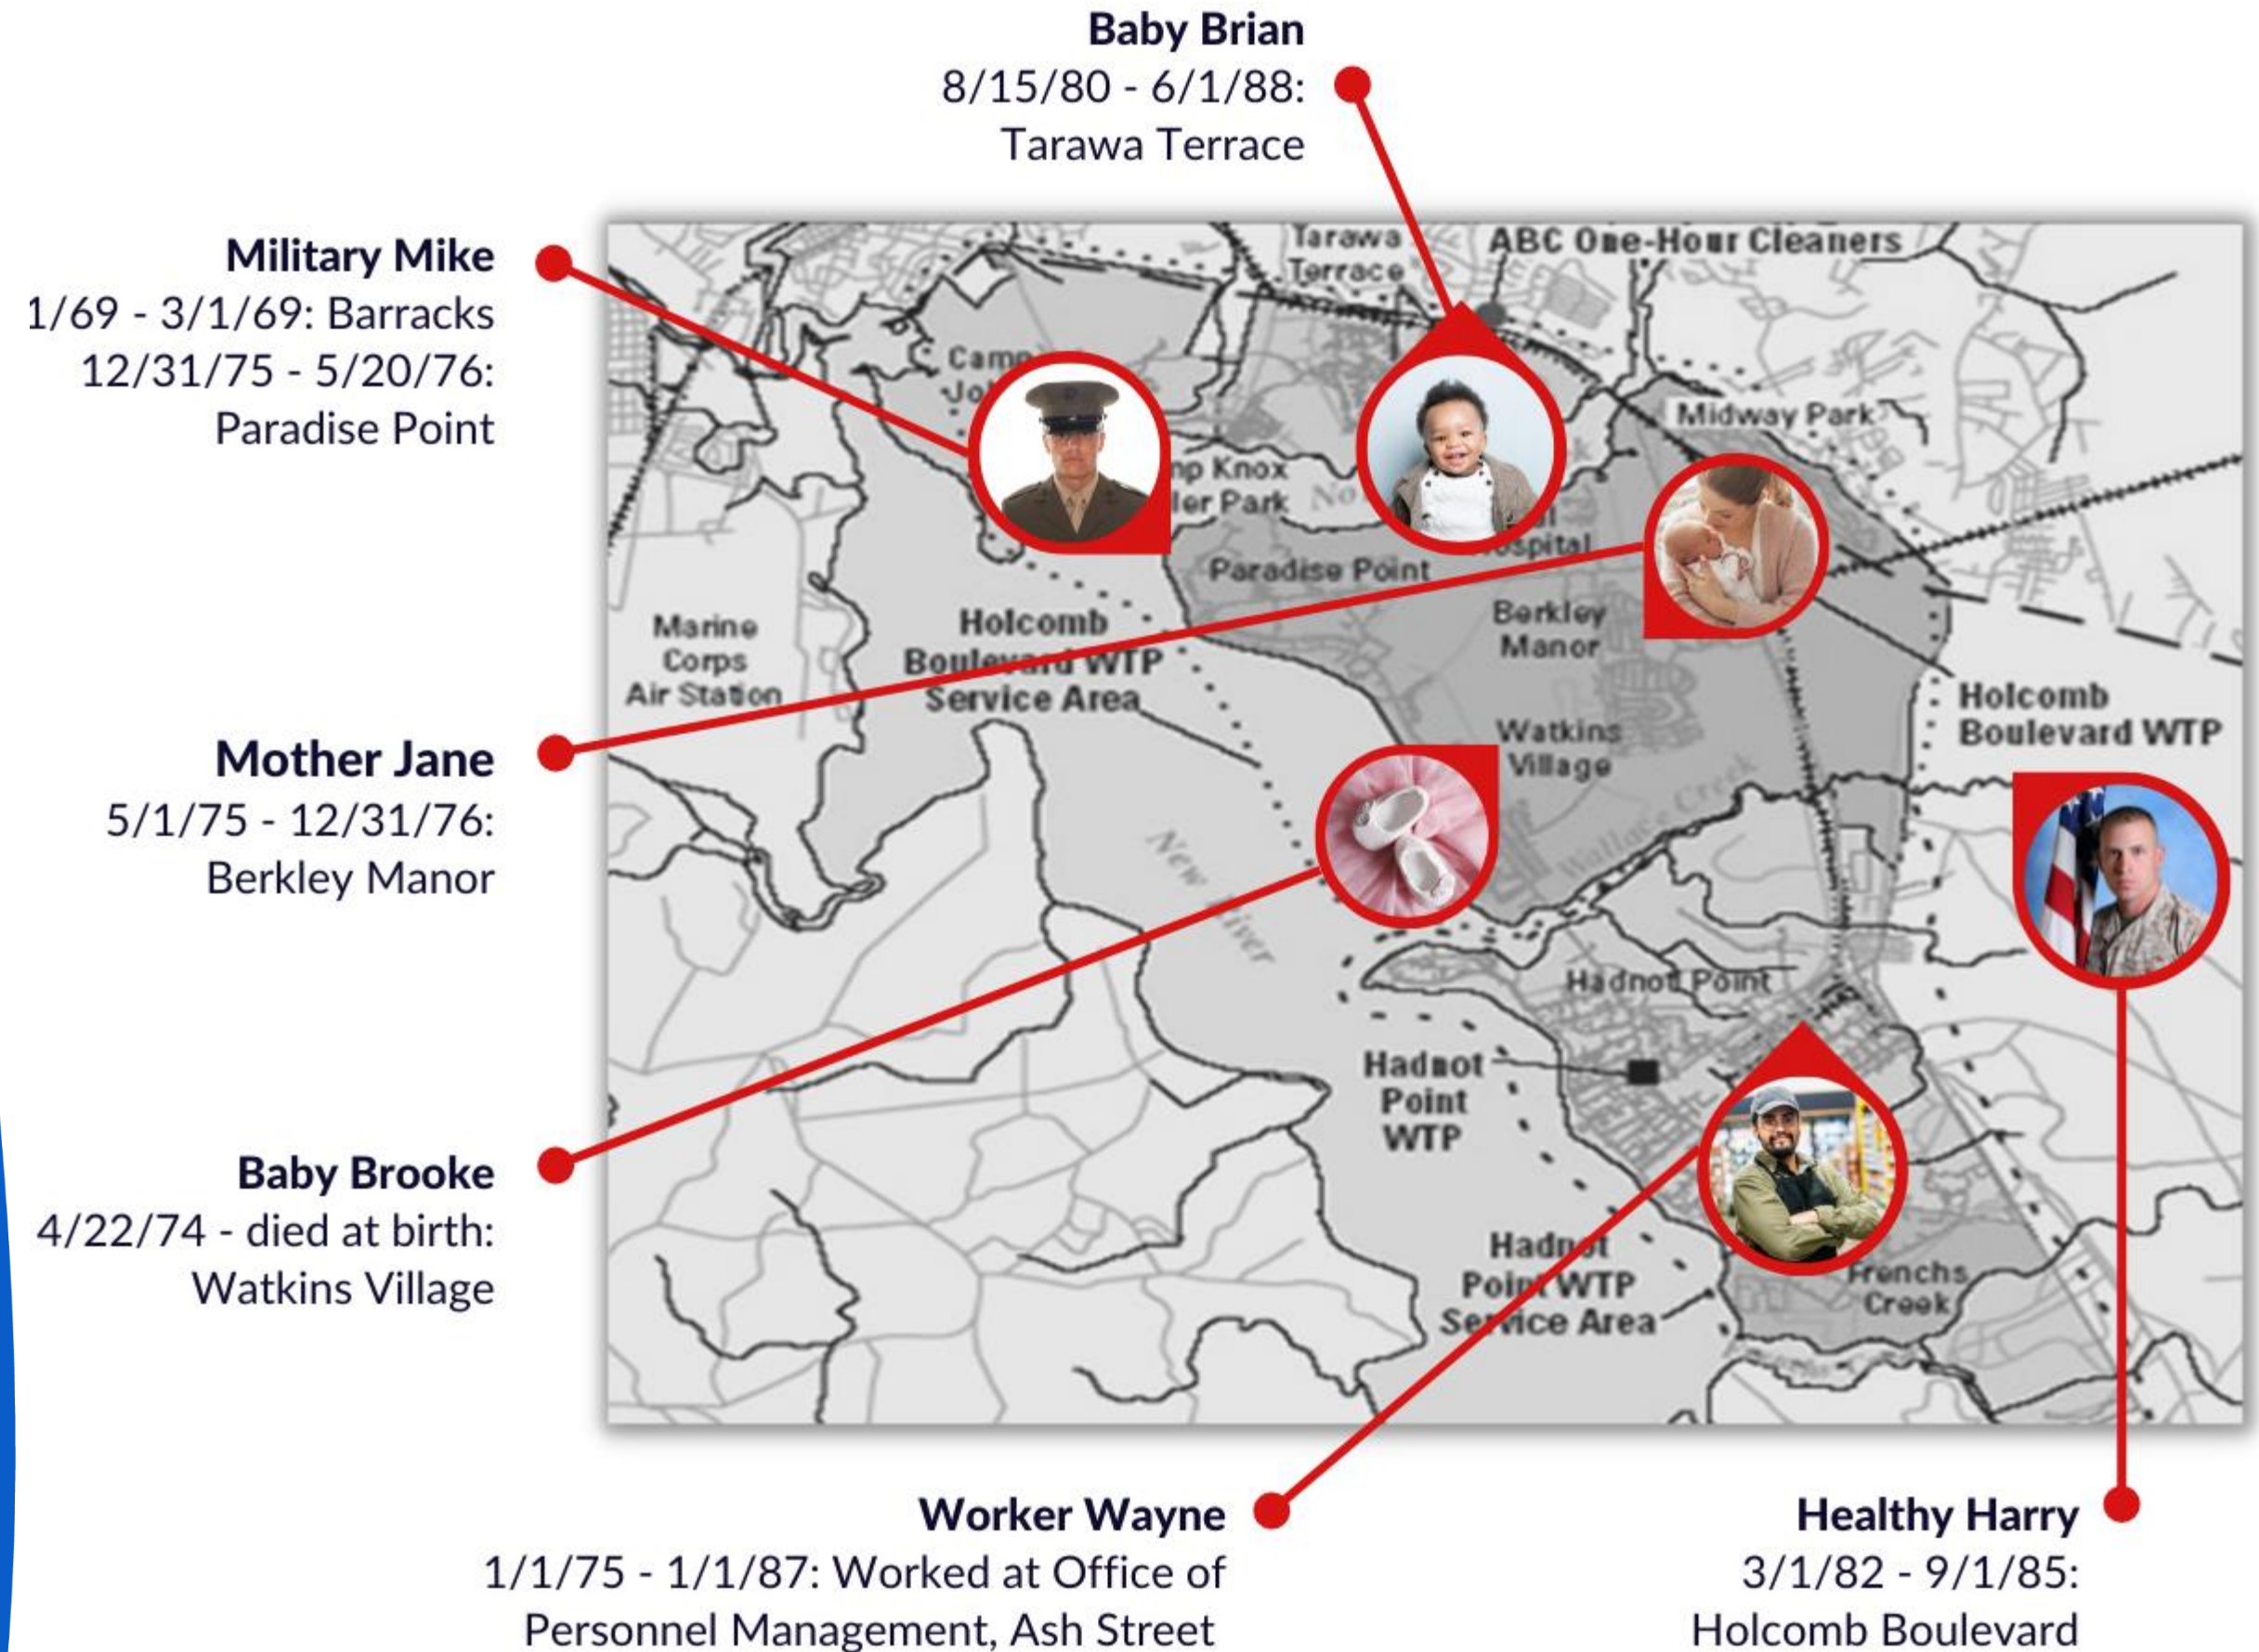 Baby Brian
8/15/80 - 6/1/88:
Tarawa Terrace
Military Mike
1/69 - 3/1/69: Barracks
12/31/75 - 5/20/76:
Paradise Point
Mother Jane
5/1/75 - 12/31/76:
Berkley Manor
Baby Brooke
4/22/74 - died at birth:
Watkins Village
Tarawa
Terrace
ABC One-Hour Cleaners
Camp
Midway Park
Knox
Park
Paradise Point
Marine
Corps
Air Station
Holcomb
Boulevard WTP
Service Area
Berkley
Manor
Watkins
Village
Holcomb
Boulevard WTP
New River
Wallace Creek
Hadnot Point
Hadnot
Point
WTP
Hadnot
Point WTP
Service Area
Frenchs
Creek
Worker Wayne
1/1/75 - 1/1/87: Worked at Office of
Personnel Management, Ash Street
Healthy Harry
3/1/82 - 9/1/85:
Holcomb Boulevard